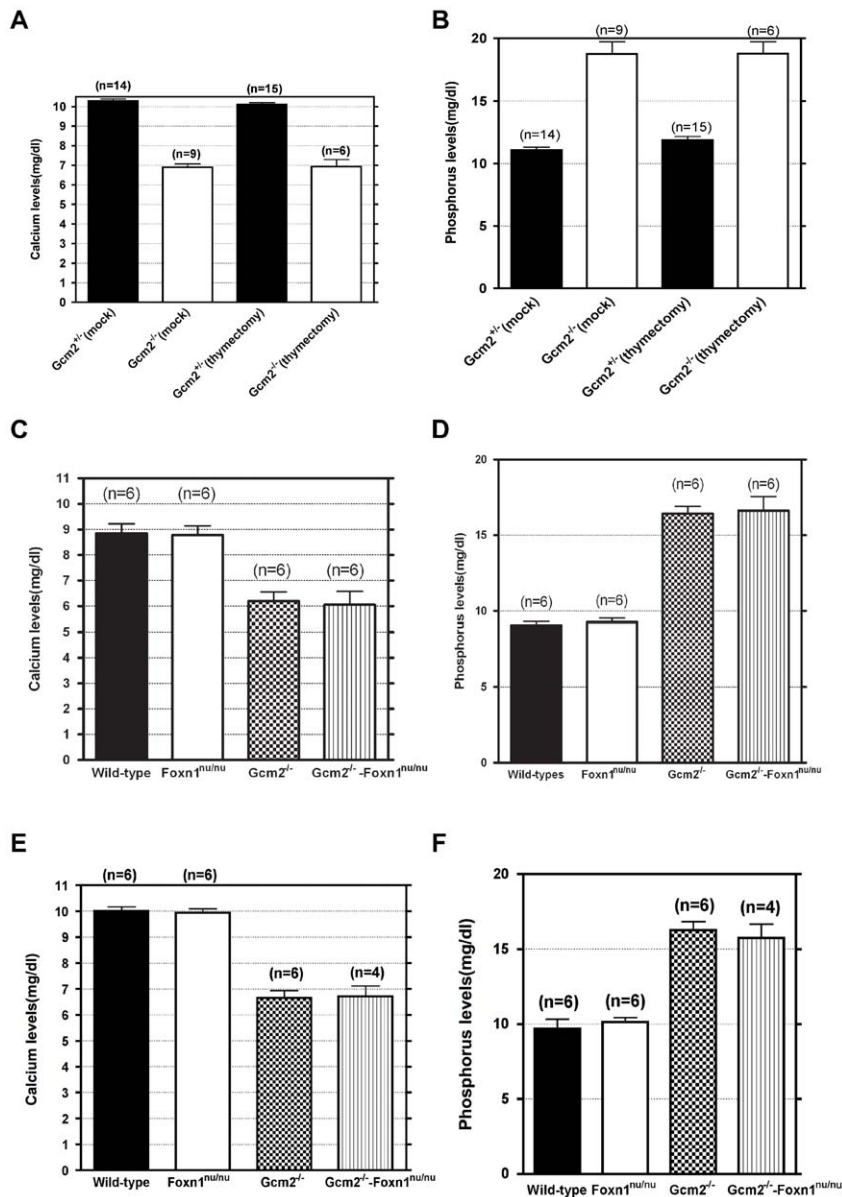 A
Calcium levels(mg/dl)
10
9
8
7
6
5
4
3
2
1
0
(n=14)
(n=9)
(n=15)
(n=6)
Gcm2+/-(mock)
Gcm2-/-(mock)
Gcm2+/-(thymectomy)
Gcm2-/-(thymectomy)
B
Phosphorus levels(mg/dl)
20
15
10
5
0
(n=14)
(n=9)
(n=15)
(n=6)
Gcm2+/-(mock)
Gcm2-/-(mock)
Gcm2+/-(thymectomy)
Gcm2-/-(thymectomy)
C
Calcium levels(mg/dl)
11
10
9
8
7
6
5
4
3
2
1
0
(n=6)
(n=6)
(n=6)
(n=6)
Wild-type
Foxn1nu/nu
Gcm2-/-
Gcm2-/--Foxn1nu/nu
D
Phosphorus levels(mg/dl)
20
15
10
5
0
(n=6)
(n=6)
(n=6)
(n=6)
Wild-types
Foxn1nu/nu
Gcm2-/-
Gcm2-/--Foxn1nu/nu
E
Calcium levels(mg/dl)
11
10
9
8
7
6
5
4
3
2
1
0
(n=6)
(n=6)
(n=6)
(n=4)
Wild-type
Foxn1nu/nu
Gcm2-/-
Gcm2-/--Foxn1nu/nu
F
Phosphorus levels(mg/dl)
20
15
10
5
0
(n=6)
(n=6)
(n=6)
(n=4)
Wild-type
Foxn1nu/nu
Gcm2-/-
Gcm2-/--Foxn1nu/nu